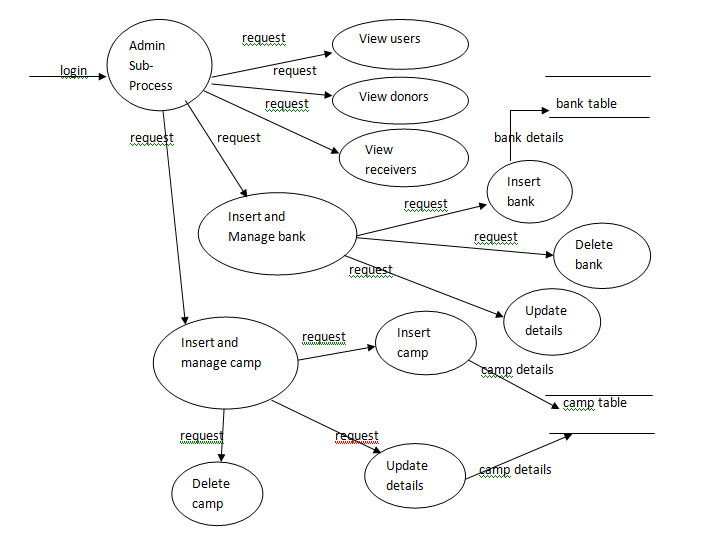 request
View users
Admin
Sub-
Process
login
request
View donors
request
bank table
request
request
bank details
View
receivers
Insert
bank
request
Insert and
Manage bank
request
Delete
bank
request
Update
details
Insert and
manage camp
request
Insert
camp
camp details
camp table
request
request
Update
details
camp details
Delete
camp